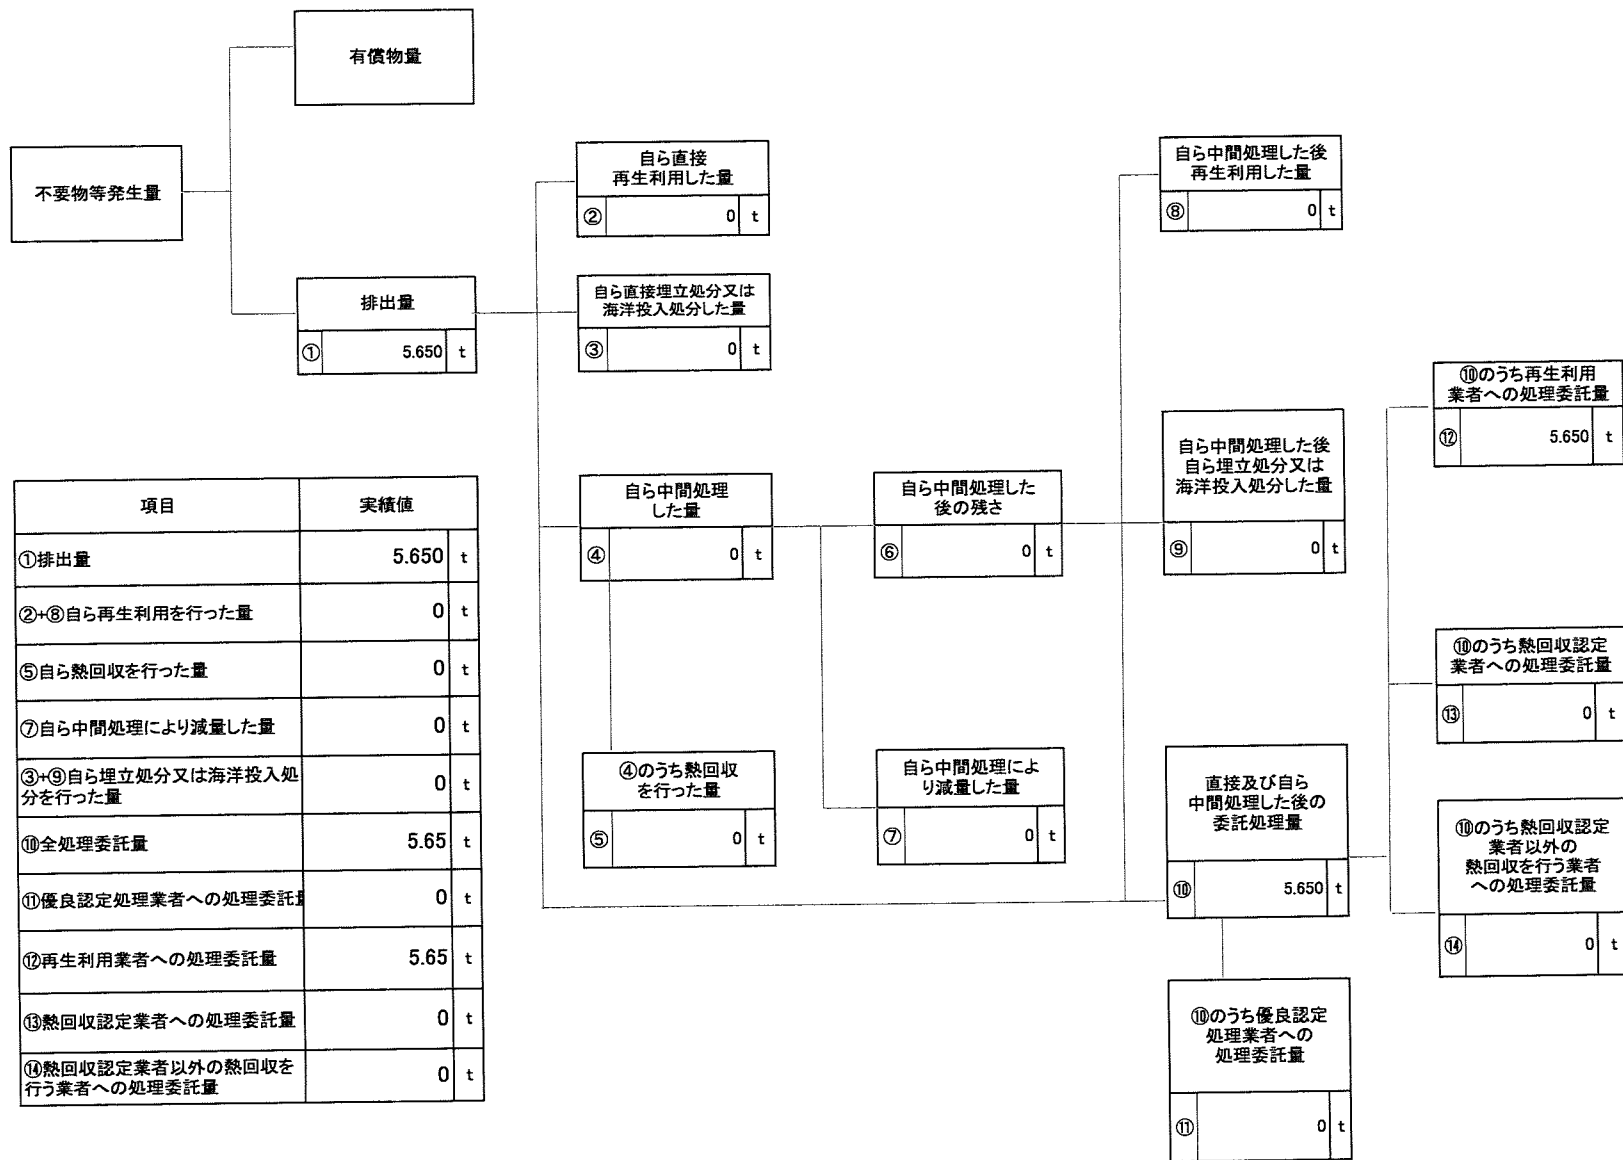 有償物量
不要物等発生量
排出量
① 5.650 t
自ら直接
再生利用した量
② 0 t
自ら直接埋立処分又は
海洋投入処分した量
③ 0 t
自ら中間処理
した量
④ 0 t
④のうち熱回収
を行った量
⑤ 0 t
自ら中間処理した
後の残さ
⑥ 0 t
自ら中間処理によ
り減量した量
⑦ 0 t
自ら中間処理した後
再生利用した量
⑧ 0 t
自ら中間処理した後
自ら埋立処分又は
海洋投入処分した量
⑨ 0 t
直接及び自ら
中間処理した後の
委託処理量
⑩ 5.650 t
⑩のうち優良認定
処理業者への
処理委託量
⑪ 0 t
⑩のうち再生利用
業者への処理委託量
⑫ 5.650 t
⑩のうち熱回収認定
業者への処理委託量
⑬ 0 t
⑩のうち熱回収認定
業者以外の
熱回収を行う業者
への処理委託量
⑭ 0 t
項目 実績値
①排出量 5.650 t
②+⑧自ら再生利用を行った量 0 t
⑤自ら熱回収を行った量 0 t
⑦自ら中間処理により減量した量 0 t
③+⑨自ら埋立処分又は海洋投入処
分を行った量 0 t
⑩全処理委託量 5.65 t
⑪優良認定処理業者への処理委託量 0 t
⑫再生利用業者への処理委託量 5.65 t
⑬熱回収認定業者への処理委託量 0 t
⑭熱回収認定業者以外の熱回収を
行う業者への処理委託量 0 t